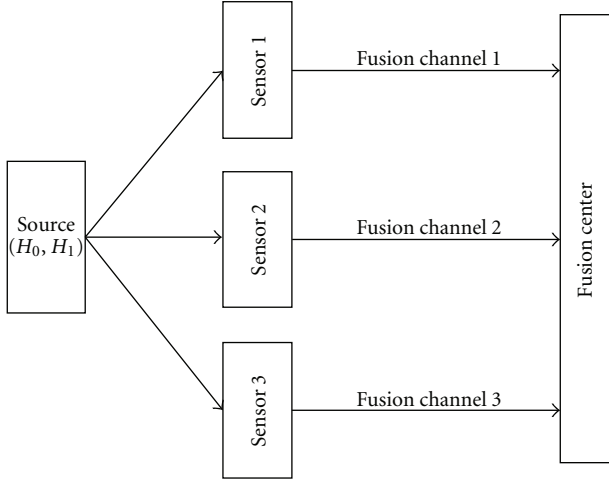 Source
(H₀, H₁)
Sensor 1
Fusion channel 1
Sensor 2
Fusion channel 2
Sensor 3
Fusion channel 3
Fusion center